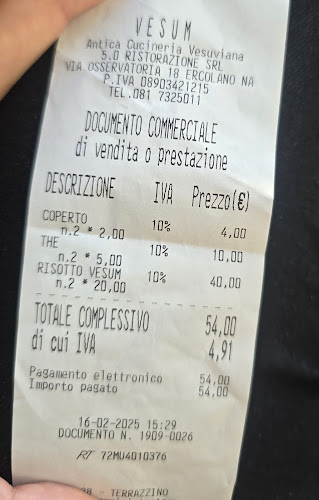 VESUM
Antica Cucineria Vesuviana
5.0 RISTORAZIONE SRL
VIA OSSERVATORIA 18 ERCOLANO NA
P.IVA 08903421215
TEL.081 7325011
DOCUMENTO COMMERCIALE
di vendita o prestazione
DESCRIZIONE IVA Prezzo(€)
COPERTO 10% 4,00
n.2 * 2,00
THE 10% 10,00
n.2 * 5,00
RISOTTO VESUM 10% 40,00
n.2 * 20,00
TOTALE COMPLESSIVO 54,00
di cui IVA 4,91
Pagamento elettronico 54,00
Importo pagato 54,00
16-02-2025 15:29
DOCUMENTO N. 1909-0026
RT 72MU4010376
- TERRAZZINO